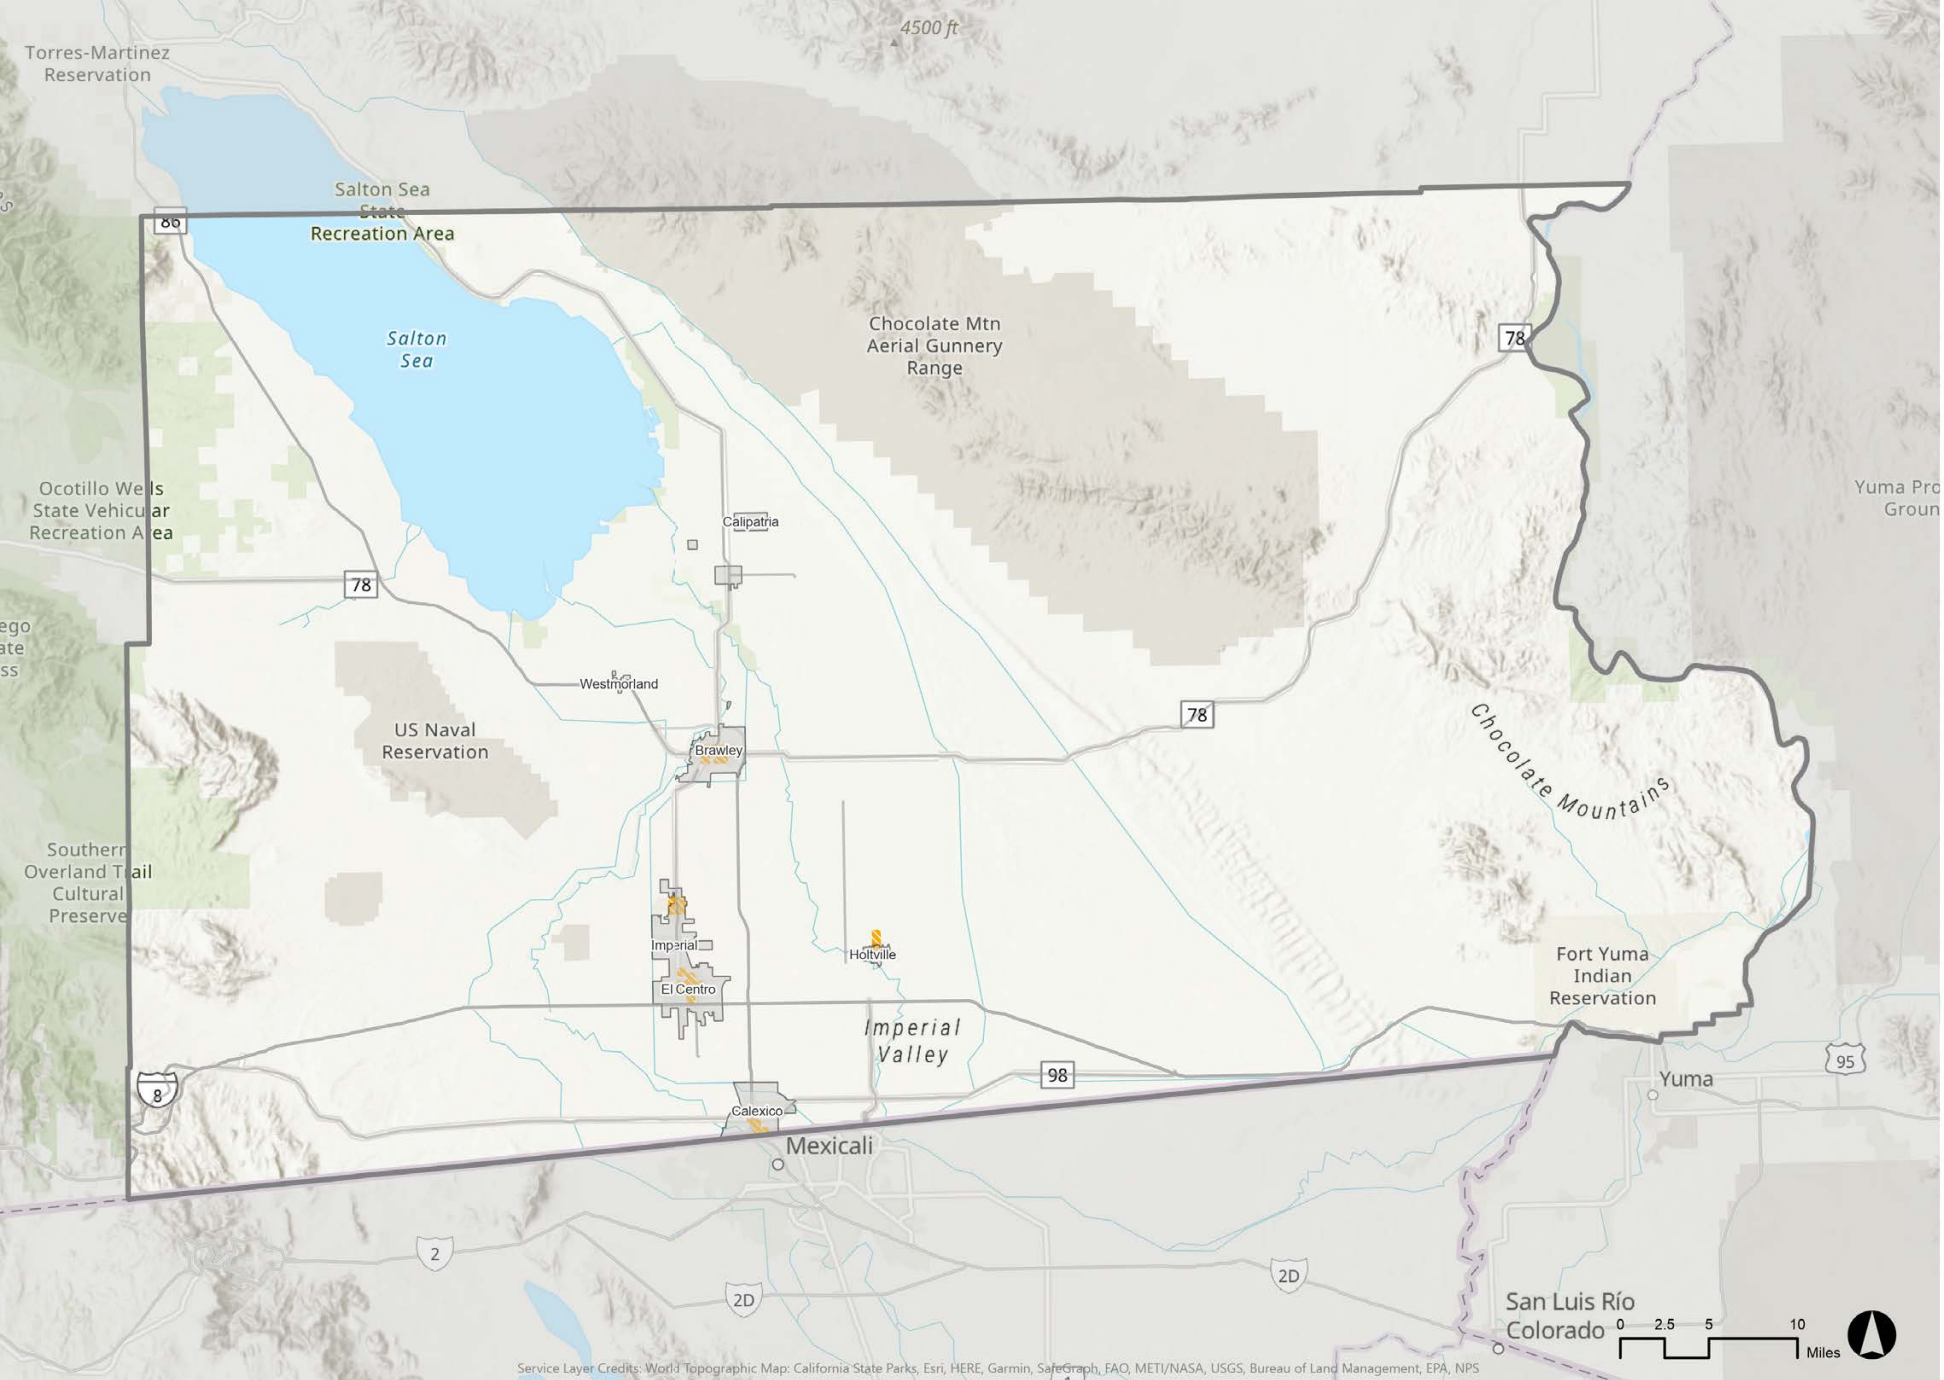 4500 ft
Torres-Martinez
Reservation
Salton Sea
State
Recreation Area
86
Salton
Sea
Chocolate Mtn
Aerial Gunnery
Range
78
Ocotillo Wells
State Vehicular
Recreation Area
Yuma Pro
Groun
Calipatria
78
ego
ate
ss
Westmorland
78
US Naval
Reservation
Brawley
Chocolate Mountains
Southern
Overland Trail
Cultural
Preserve
Imperial
Holtville
Fort Yuma
Indian
Reservation
El Centro
Imperial
Valley
98
95
8
Yuma
Calexico
Mexicali
2
2D
2D
San Luis Río
Colorado
0 2.5 5 10
Miles
Service Layer Credits: World Topographic Map: California State Parks, Esri, HERE, Garmin, SafeGraph, FAO, METI/NASA, USGS, Bureau of Land Management, EPA, NPS